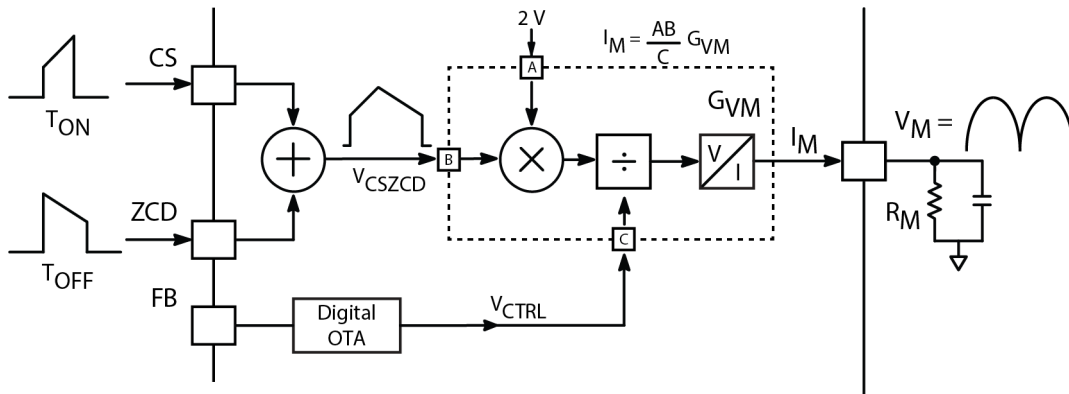 2 V
I_M = AB/C G_VM
CS
T_ON
A
G_VM
V_CSZCD
B
V
I
I_M
V_M =
ZCD
T_OFF
C
R_M
FB
Digital
OTA
V_CTRL